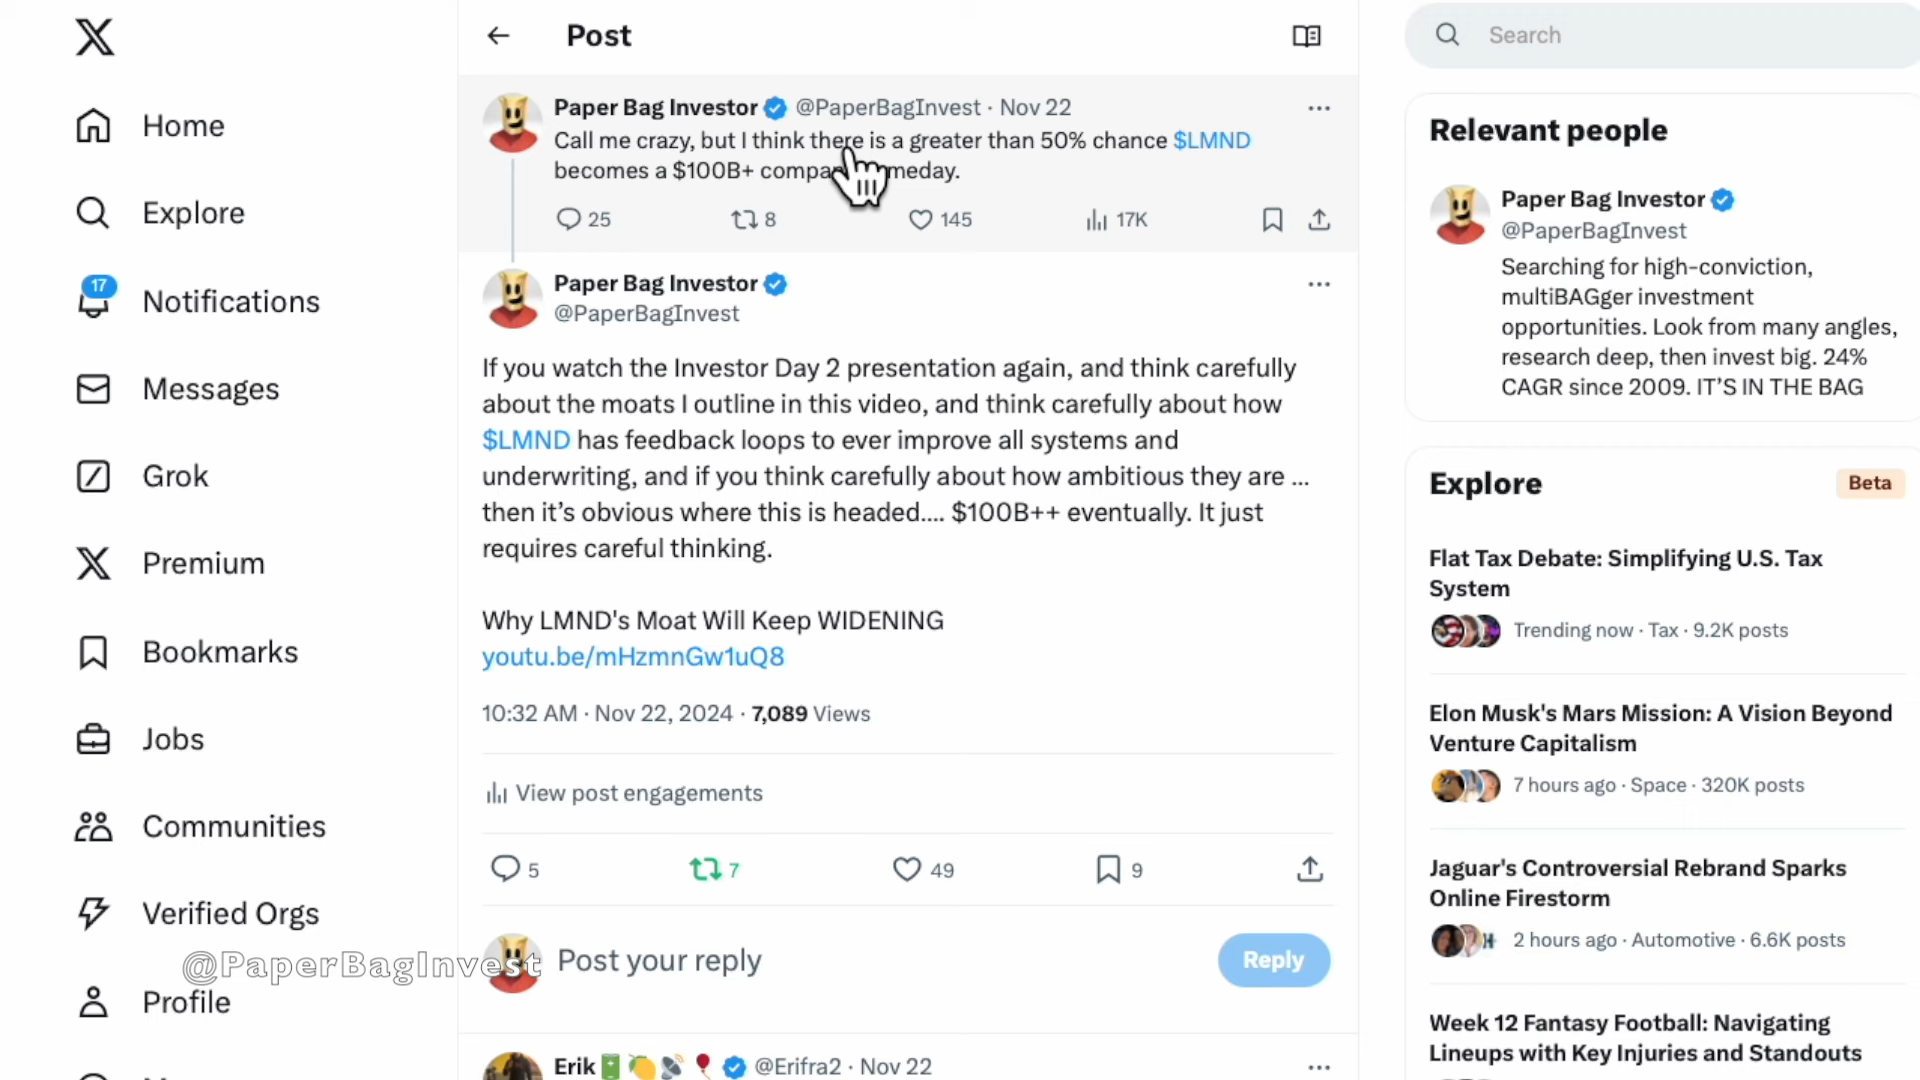 Home
Explore
17
Notifications
Messages
Grok
Premium
Bookmarks
Jobs
Communities
Verified Orgs
Profile
@PaperBagInvest
Post
Paper Bag Investor @PaperBagInvest · Nov 22
Call me crazy, but I think there is a greater than 50% chance $LMND
becomes a $100B+ someday.
25 8 145 17K
Paper Bag Investor
@PaperBagInvest
If you watch the Investor Day 2 presentation again, and think carefully
about the moats I outline in this video, and think carefully about how
$LMND has feedback loops to ever improve all systems and
underwriting, and if you think carefully about how ambitious they are ...
then it’s obvious where this is headed.... $100B++ eventually. It just
requires careful thinking.
Why LMND's Moat Will Keep WIDENING
youtu.be/mHzmnGw1uQ8
10:32 AM · Nov 22, 2024 · 7,089 Views
View post engagements
5 7 49 9
Post your reply
Reply
Erik @Erifra2 · Nov 22
Search
Relevant people
Paper Bag Investor
@PaperBagInvest
Searching for high-conviction,
multiBAGger investment
opportunities. Look from many angles,
research deep, then invest big. 24%
CAGR since 2009. IT’S IN THE BAG
Explore
Beta
Flat Tax Debate: Simplifying U.S. Tax
System
Trending now · Tax · 9.2K posts
Elon Musk's Mars Mission: A Vision Beyond
Venture Capitalism
7 hours ago · Space · 320K posts
Jaguar's Controversial Rebrand Sparks
Online Firestorm
2 hours ago · Automotive · 6.6K posts
Week 12 Fantasy Football: Navigating
Lineups with Key Injuries and Standouts